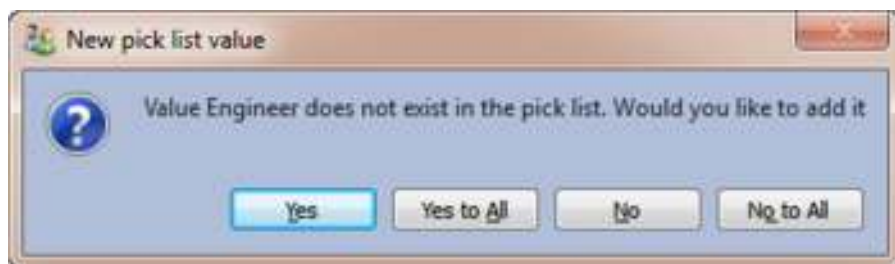 New pick list value
Value Engineer does not exist in the pick list. Would you like to add it
Yes
Yes to All
No
No to All